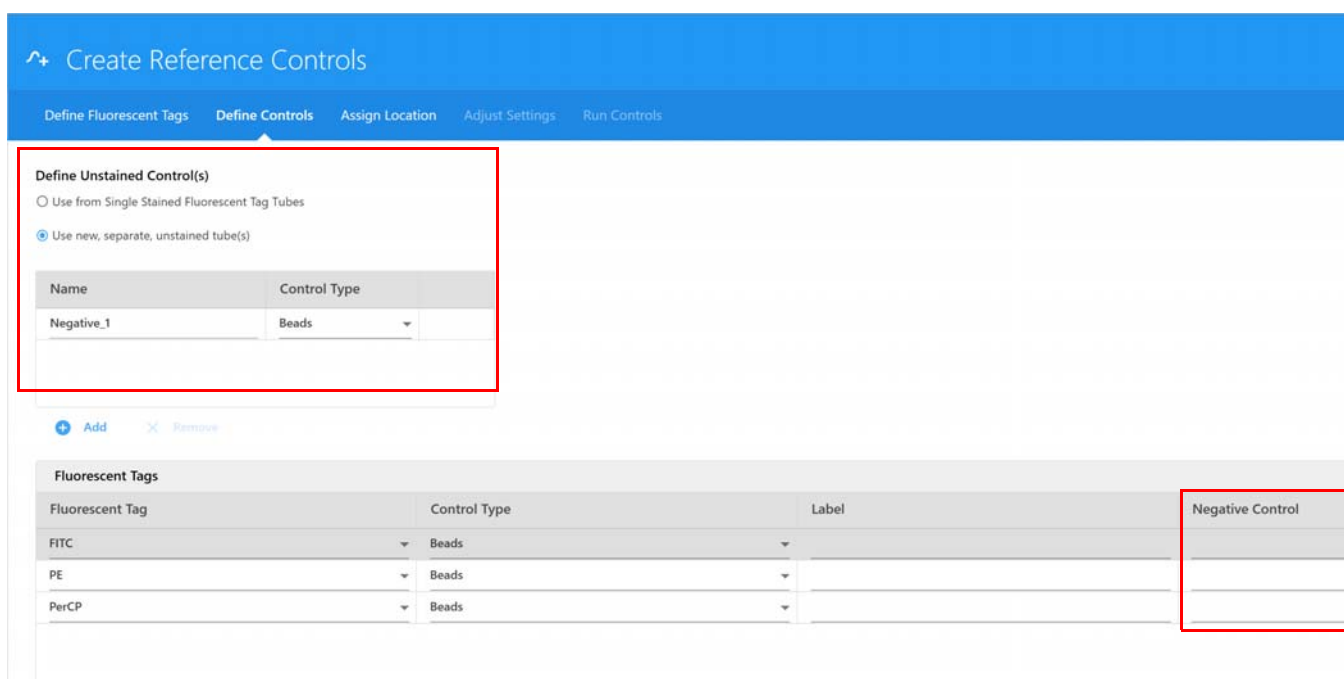 Create Reference Controls
Define Fluorescent Tags Define Controls Assign Location Adjust Settings Run Controls
Define Unstained Control(s)
Use from Single Stained Fluorescent Tag Tubes
Use new, separate, unstained tube(s)
Name Control Type
Negative_1 Beads
Add Remove
Fluorescent Tags
Fluorescent Tag Control Type Label Negative Control
FITC Beads
PE Beads
PerCP Beads